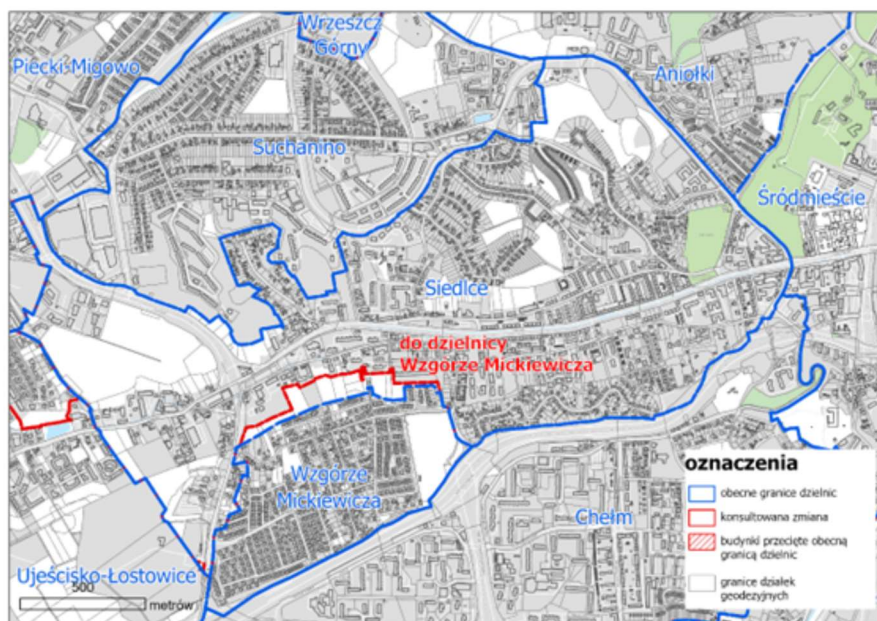 Wrzeszcz
Górny
Piecki-Migowo
Aniołki
Suchanino
Śródmieście
Siedlce
do dzielnicy
Wzgórze Mickiewicza
Wzgórze
Mickiewicza
Chełm
Ujeścisko-Łostowice
500
metrów
oznaczenia
obecne granice dzielnic
konsultowana zmiana
budynki przecięte obecną
granicą dzielnic
granice działek
geodezyjnych